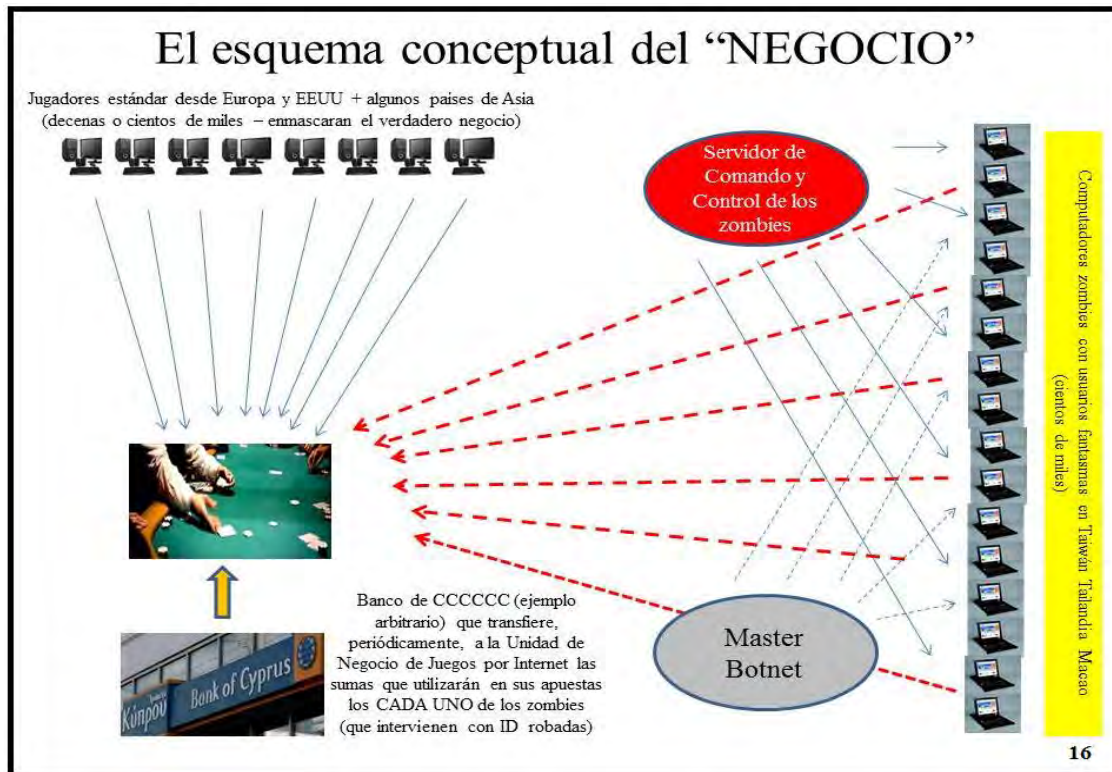 El esquema conceptual del “NEGOCIO”
Jugadores estándar desde Europa y EEUU + algunos paises de Asia
(decenas o cientos de miles – enmascaran el verdadero negocio)
Servidor de
Comando y
Control de los
zombies
Computadores zombies con usuarios fantasmas en Taiwán Tailandia Macao
(cientos de miles)
Banco de CCCCCC (ejemplo
arbitrario) que transfiere,
periódicamente, a la Unidad de
Negocio de Juegos por Internet las
sumas que utilizarán en sus apuestas
los CADA UNO de los zombies
(que intervienen con ID robadas)
Κύπρου
Bank of Cyprus
Master
Botnet
16